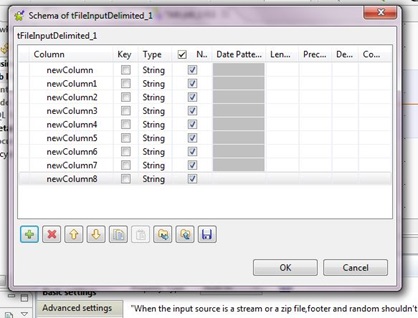 Schema of tFileInputDelimited_1
tFileInputDelimited_1
Column Key Type N.. Date Patte... Len... Prec... De... Co...
newColumn String
newColumn1 String
newColumn2 String
newColumn3 String
newColumn4 String
newColumn5 String
newColumn6 String
newColumn7 String
newColumn8 String
OK Cancel
Basic settings
Advanced settings "When the input source is a stream or a zip file,footer and random shouldn't